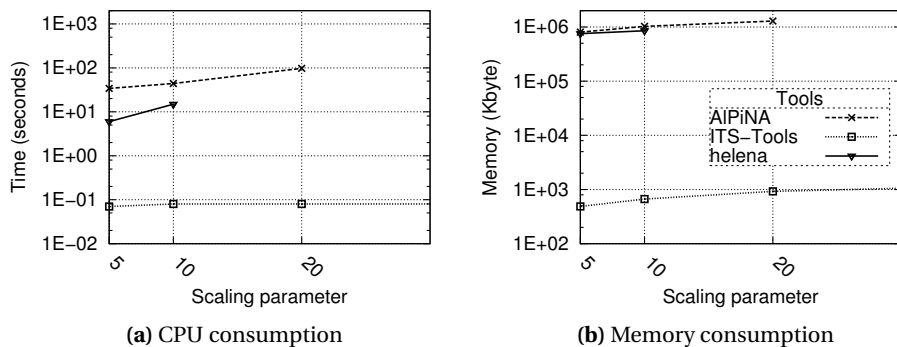 1E+03
1E+02
1E+01
1E+00
1E−01
1E−02
Time (seconds)
5
10
20
Scaling parameter
(a) CPU consumption
1E+06
1E+05
1E+04
1E+03
1E+02
Memory (Kbyte)
Tools
AlPiNA
ITS−Tools
helena
5
10
20
Scaling parameter
(b) Memory consumption